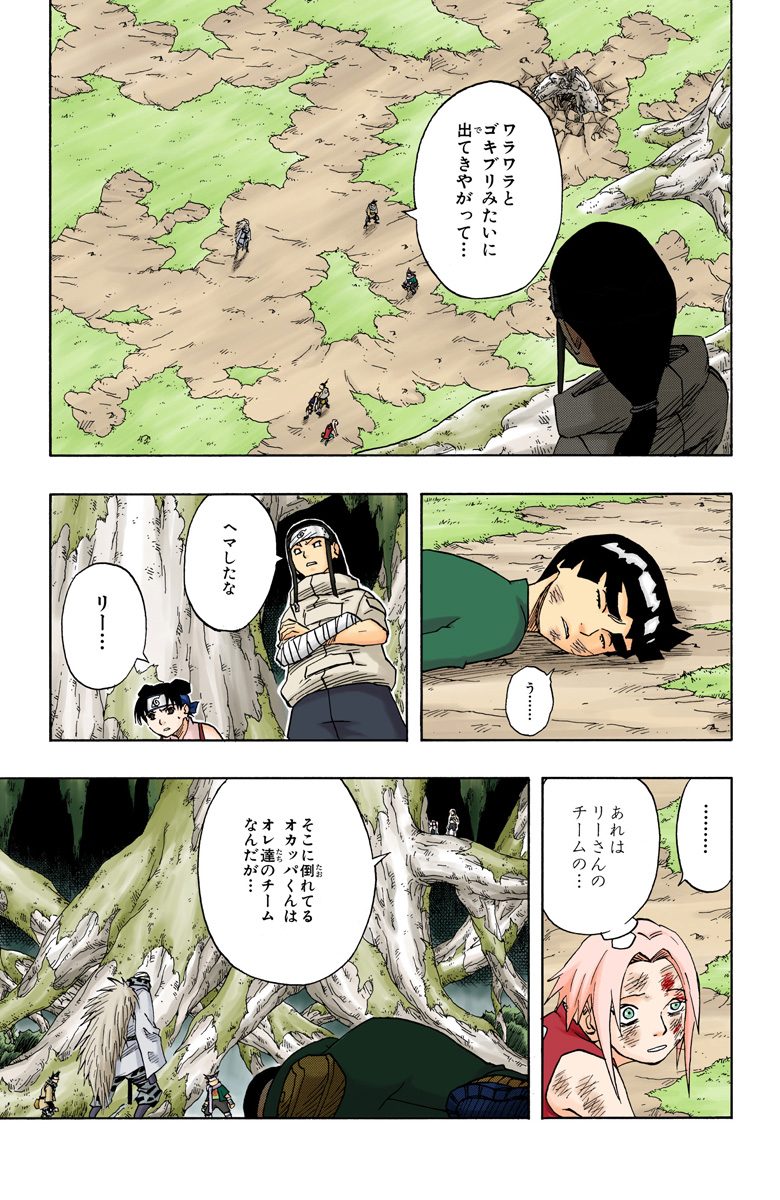 ワラワラと
ゴキブリみたいに
出てきやがって…
う……
ヘマしたな
リー…
………
あれは
リーさんの
チームの…
そこに倒れてる
オカッパくんは
オレ達のチーム
なんだが…